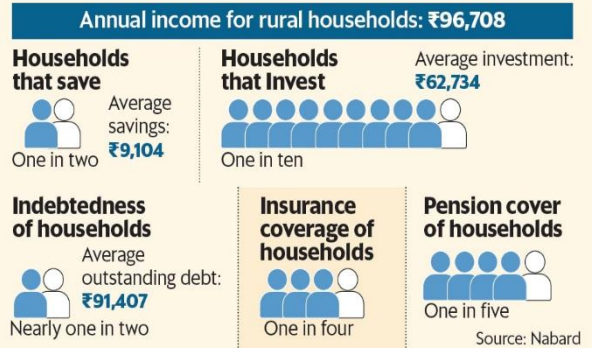 Annual income for rural households: ₹96,708
Households
that save
Average
savings:
₹9,104
One in two
Households
that Invest
Average investment:
₹62,734
One in ten
Indebtedness
of households
Average
outstanding debt:
₹91,407
Nearly one in two
Insurance
coverage of
households
One in four
Pension cover
of households
One in five
Source: Nabard